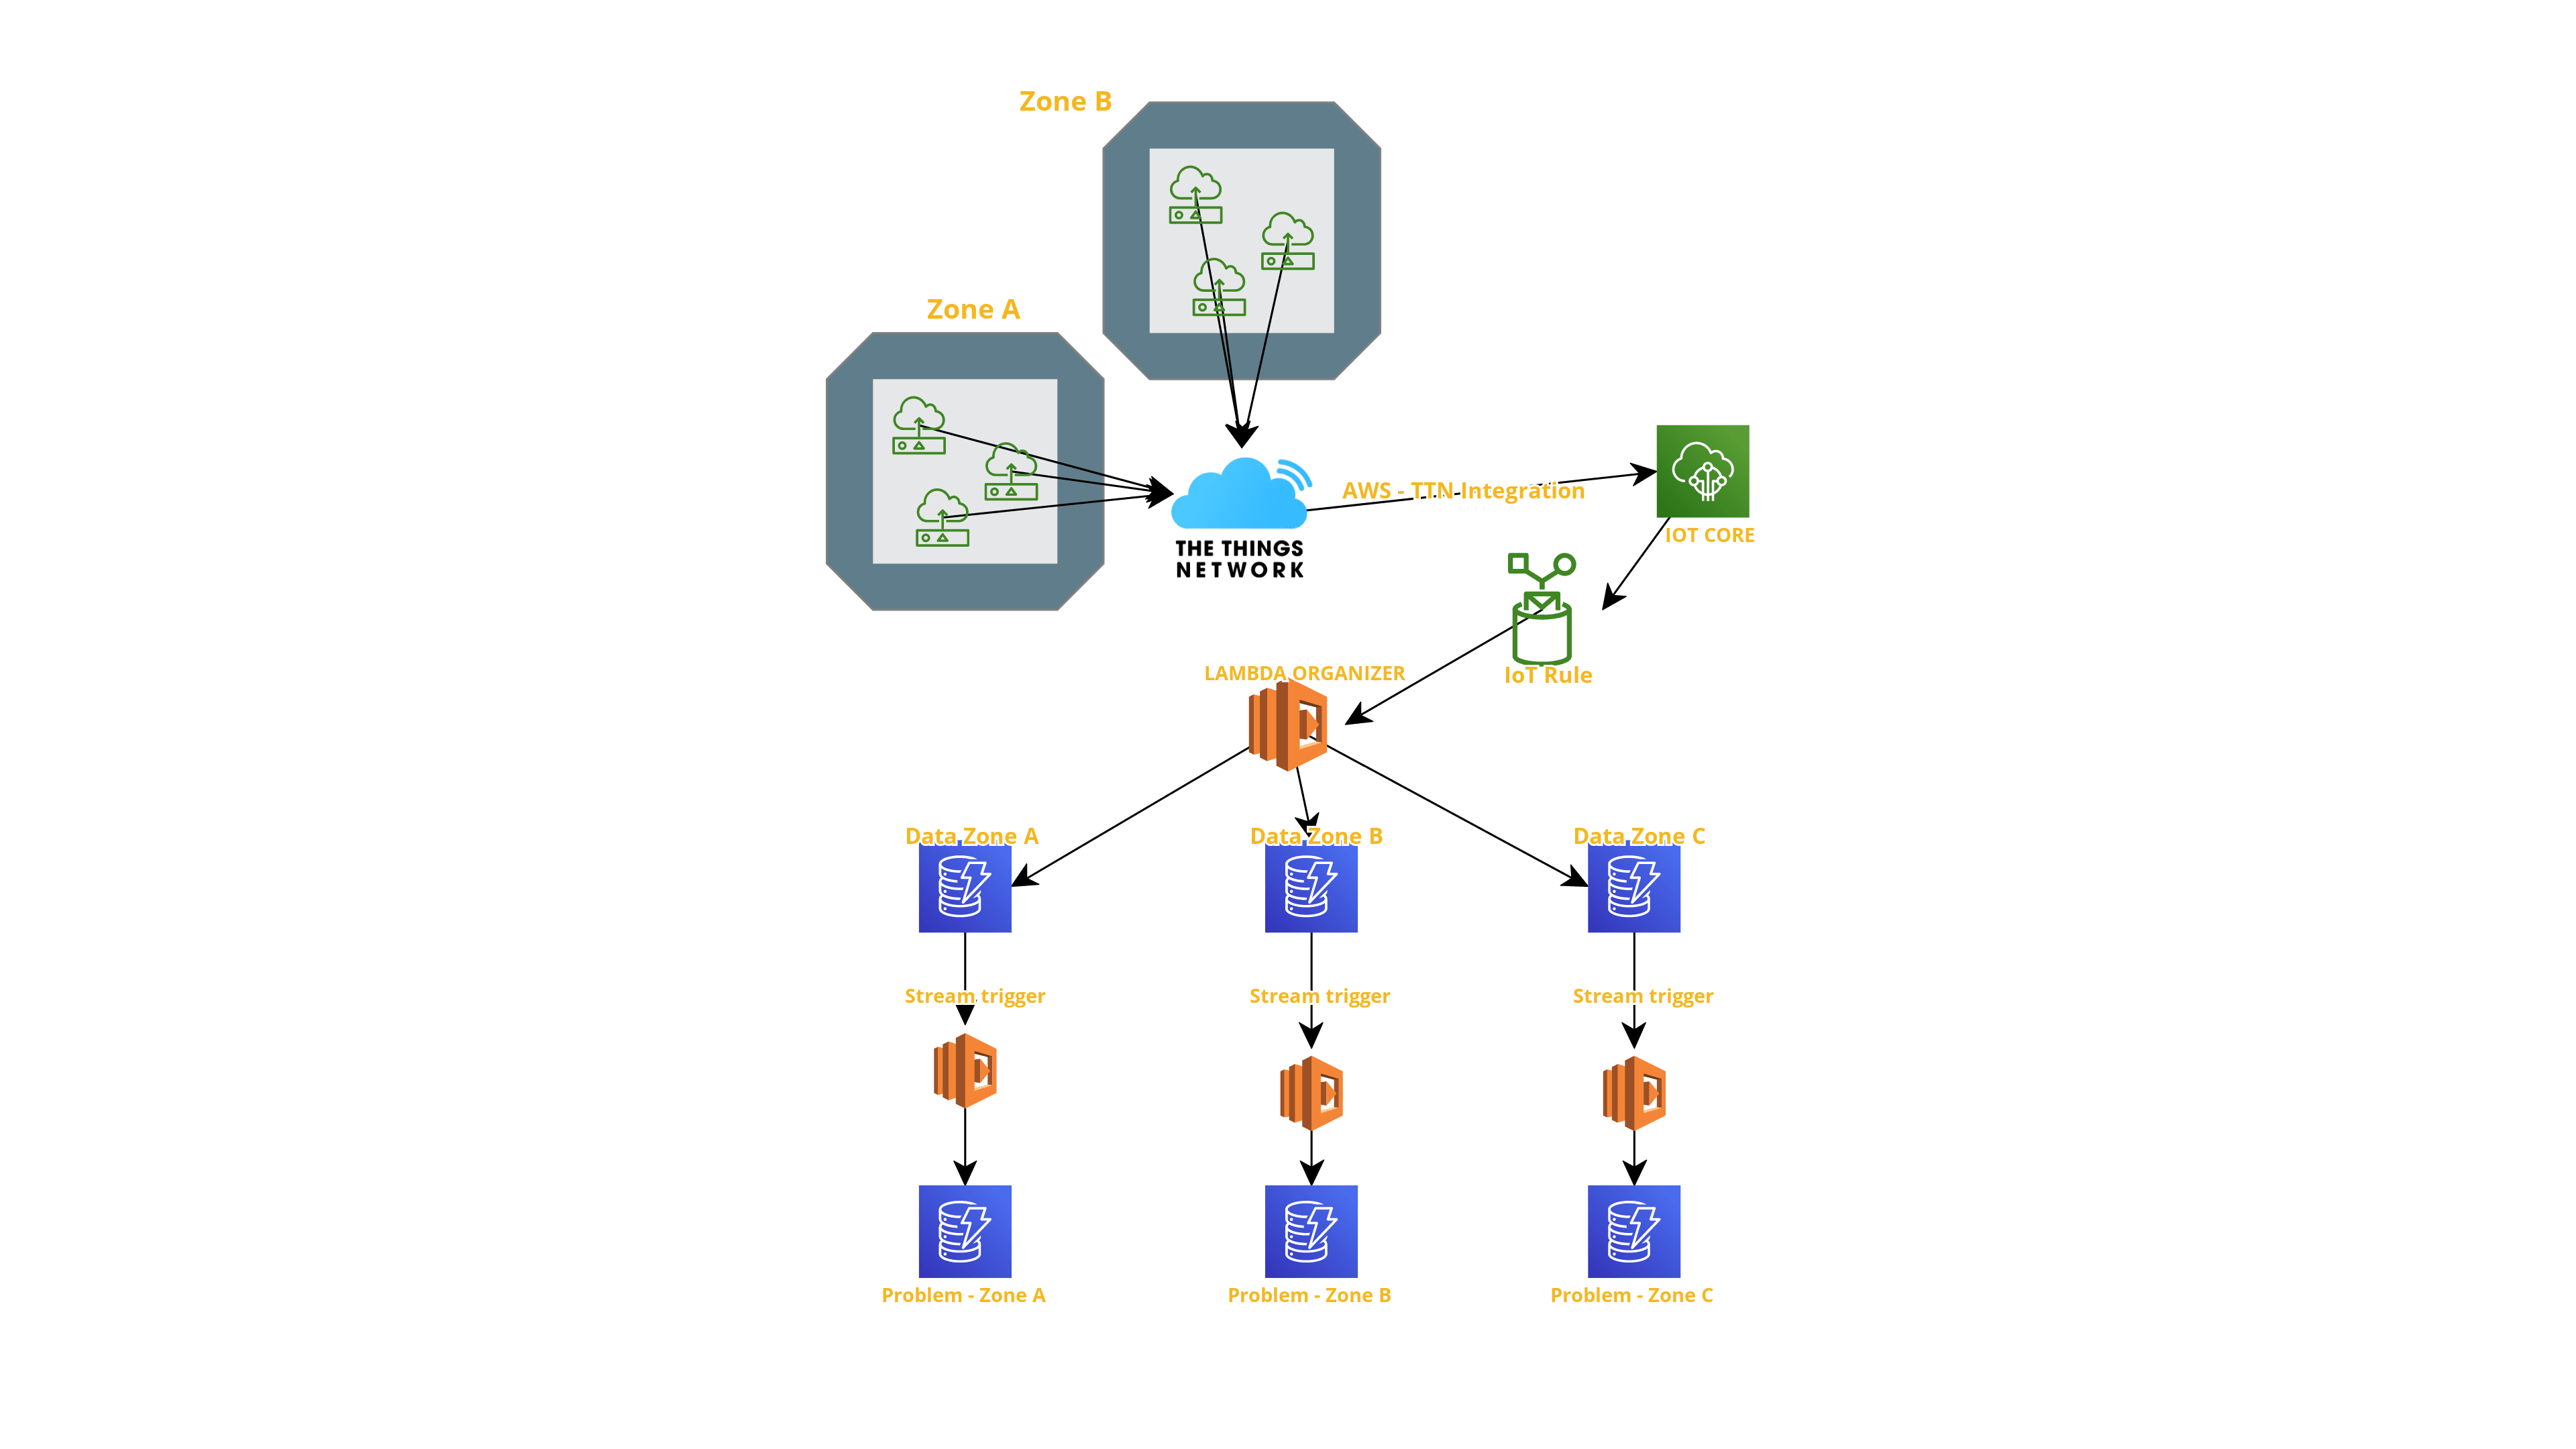 Zone B
Zone A
AWS - TTN Integration
THE THINGS
NETWORK
IOT CORE
IoT Rule
LAMBDA ORGANIZER
Data Zone A
Data Zone B
Data Zone C
Stream trigger
Stream trigger
Stream trigger
Problem - Zone A
Problem - Zone B
Problem - Zone C